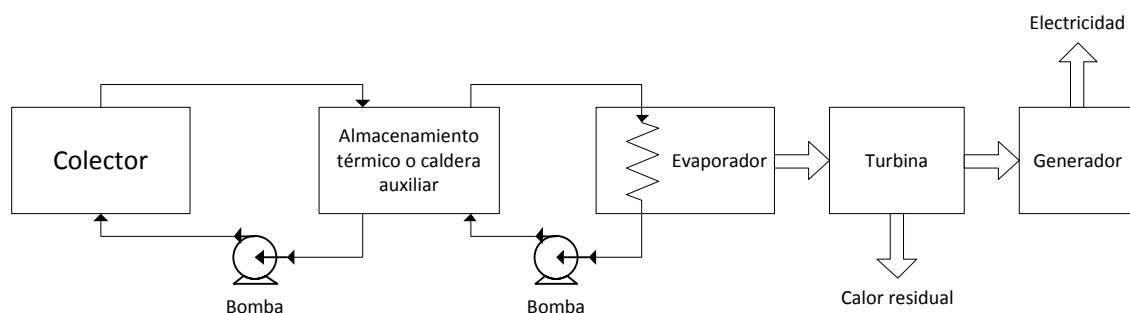 Electricidad
Colector
Almacenamiento
térmico o caldera
auxiliar
Evaporador
Turbina
Generador
Bomba
Bomba
Calor residual